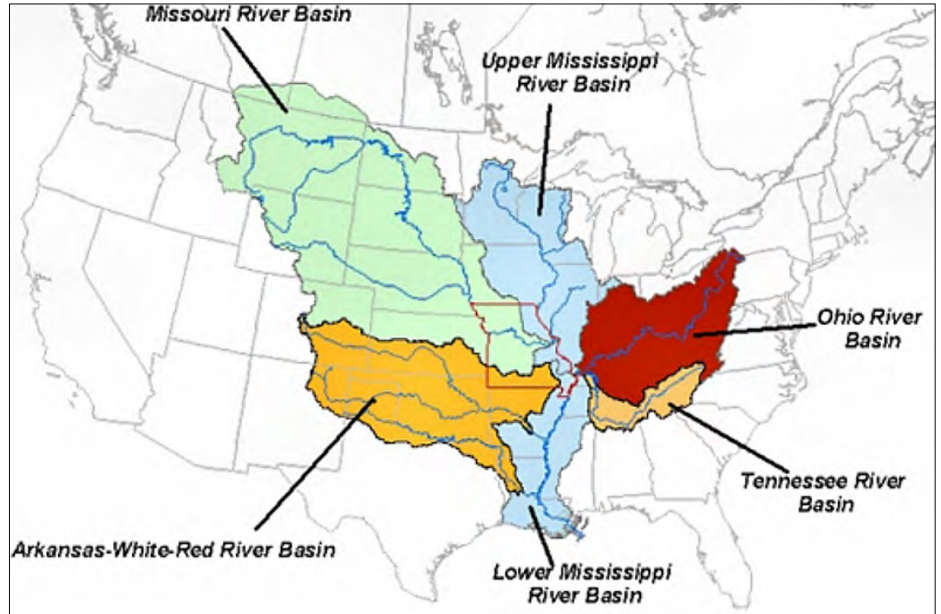 Missouri River Basin
Upper Mississippi
River Basin
Ohio River
Basin
Tennessee River
Basin
Arkansas-White-Red River Basin
Lower Mississippi
River Basin